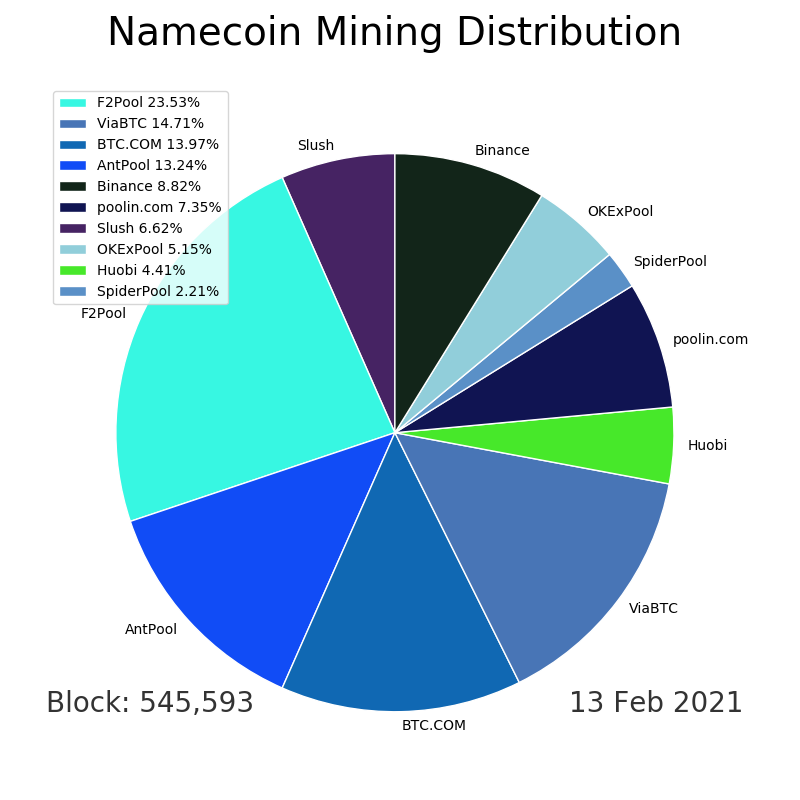 Namecoin Mining Distribution
F2Pool 23.53%
ViaBTC 14.71%
BTC.COM 13.97%
AntPool 13.24%
Binance 8.82%
poolin.com 7.35%
Slush 6.62%
OKExPool 5.15%
Huobi 4.41%
SpiderPool 2.21%
Slush
Binance
OKExPool
SpiderPool
F2Pool
poolin.com
Huobi
ViaBTC
AntPool
BTC.COM
Block: 545,593
13 Feb 2021